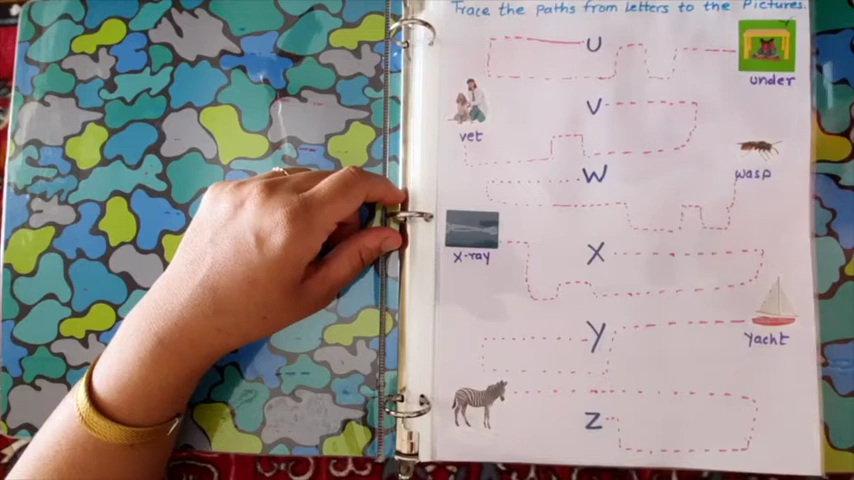 Trace the paths from letters to the Pictures.
U
under
V
vet
W
wasp
X
x-ray
Y
yacht
Z